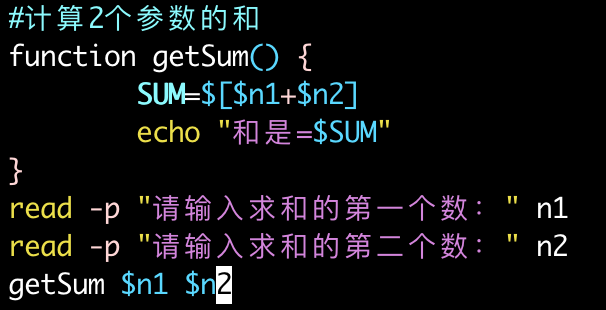 #计算2个参数的和
function getSum() {
        SUM=$[$n1+$n2]
        echo "和是=$SUM"
}
read -p "请输入求和的第一个数：" n1
read -p "请输入求和的第二个数：" n2
getSum $n1 $n2